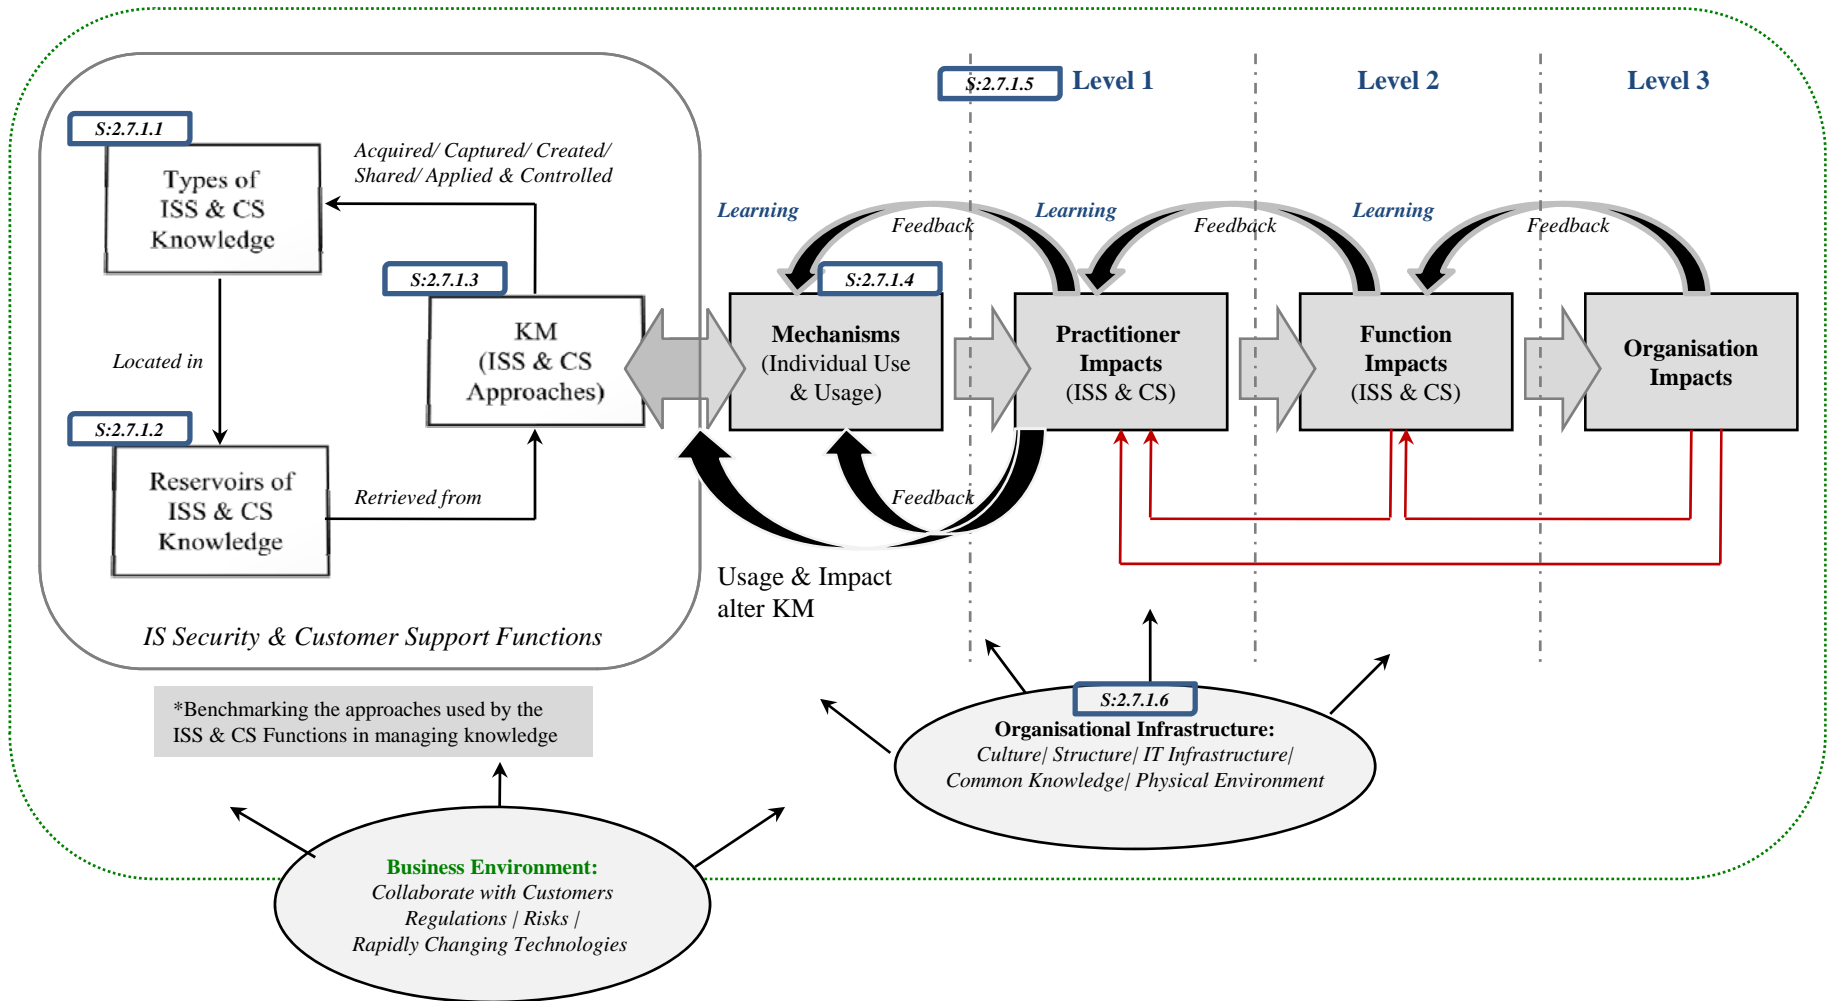 S:2.7.1.5
Level 1
Level 2
Level 3
S:2.7.1.1
Types of
ISS & CS
Knowledge
Acquired/ Captured/ Created/
Shared/ Applied & Controlled
Located in
S:2.7.1.3
KM
(ISS & CS
Approaches)
S:2.7.1.2
Reservoirs of
ISS & CS
Knowledge
Retrieved from
IS Security & Customer Support Functions
Learning
Feedback
Learning
Feedback
Learning
Feedback
S:2.7.1.4
Mechanisms
(Individual Use
& Usage)
Practitioner
Impacts
(ISS & CS)
Function
Impacts
(ISS & CS)
Organisation
Impacts
Feedback
Usage & Impact
alter KM
*Benchmarking the approaches used by the
ISS & CS Functions in managing knowledge
S:2.7.1.6
Organisational Infrastructure:
Culture| Structure| IT Infrastructure|
Common Knowledge| Physical Environment
Business Environment:
Collaborate with Customers
Regulations | Risks |
Rapidly Changing Technologies